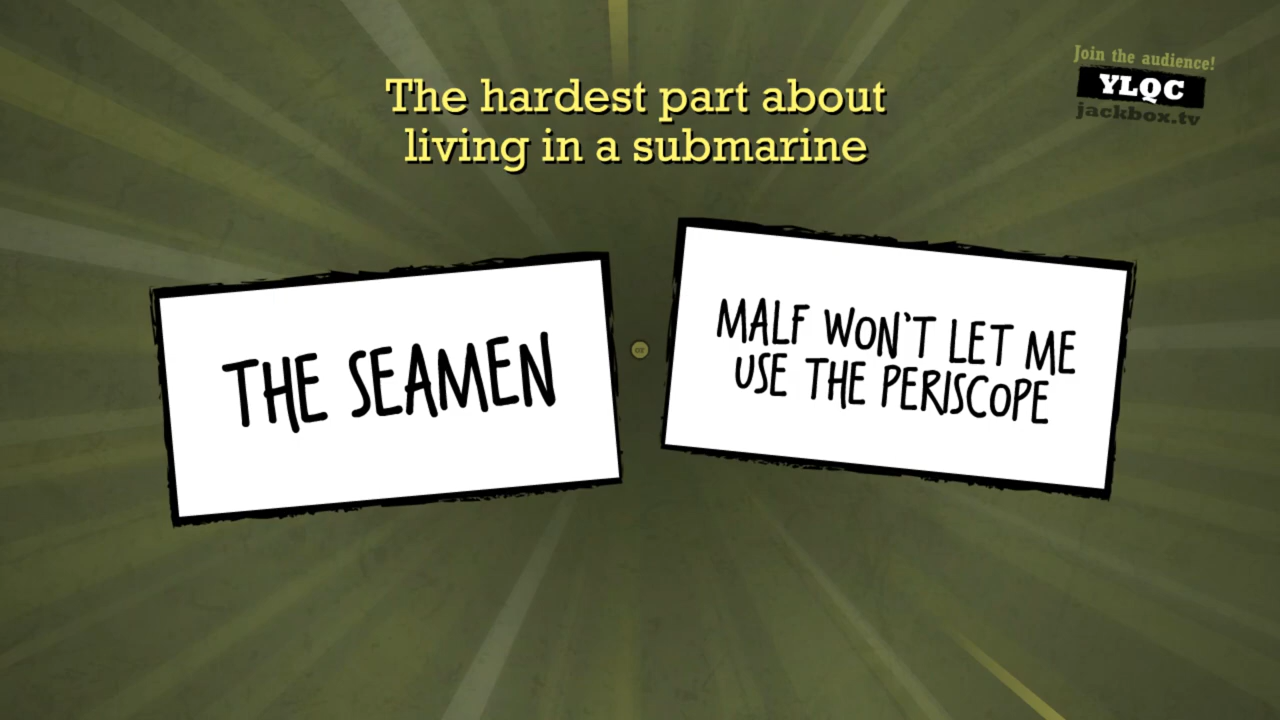 The hardest part about
living in a submarine
Join the audience!
YLQC
jackbox.tv
THE SEAMEN
or
MALF WON'T LET ME
USE THE PERISCOPE